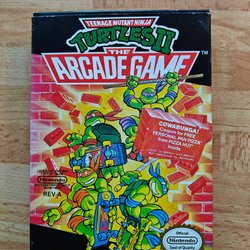 TEENAGE MUTANT NINJA
TURTLES II
™
THE
ARCADE GAME
COWABUNGA!
Coupon for FREE
PERSONAL PAN PIZZA
from PIZZA HUT
Inside
Nintendo
REV-A
Official
Nintendo
Seal of Quality